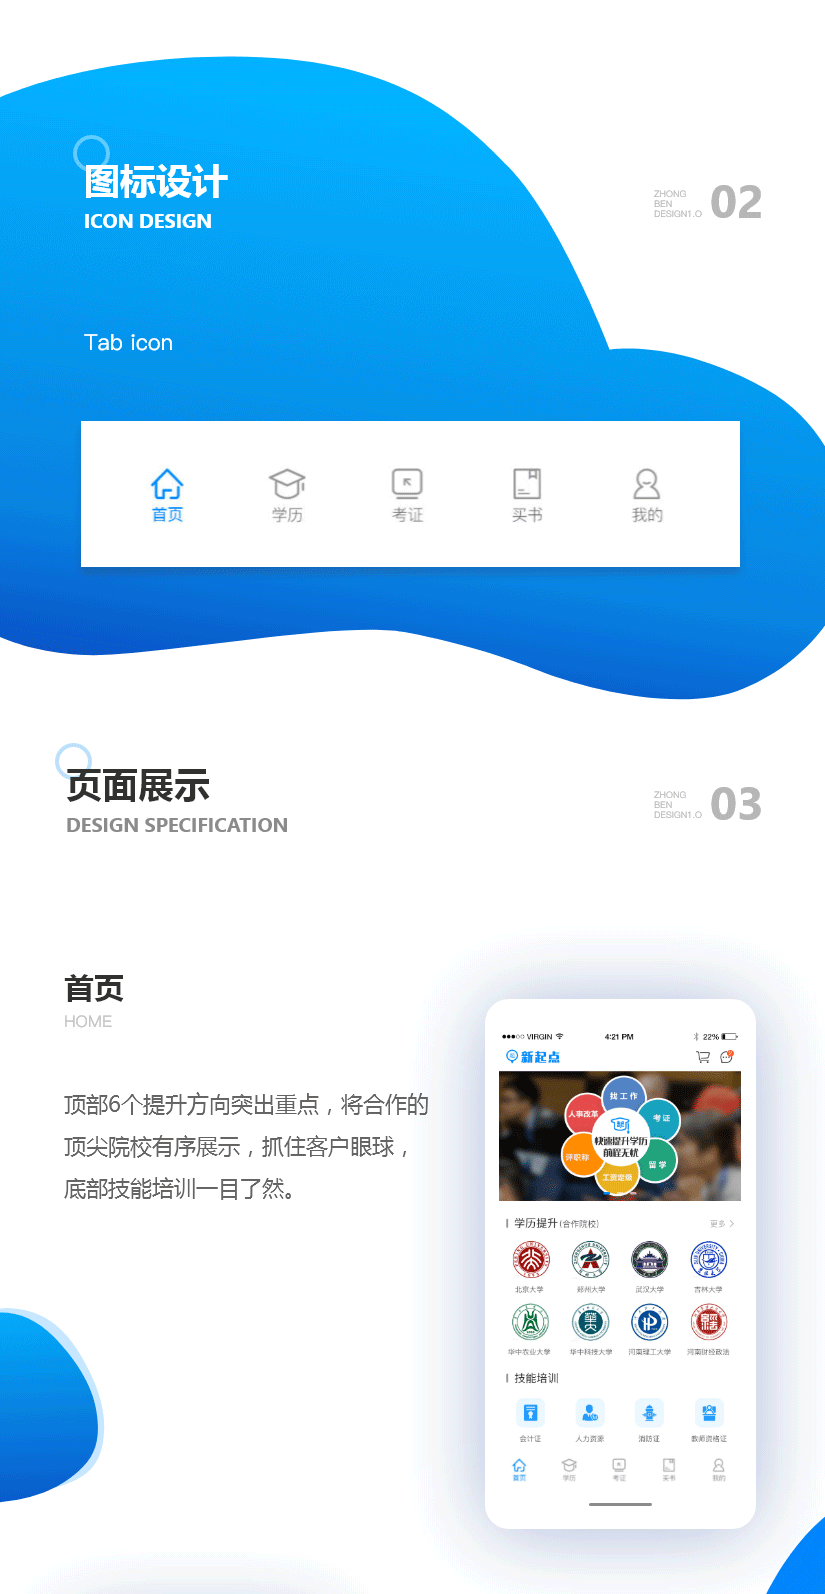 图标设计
ICON DESIGN
ZHONG
BEN
DESIGN1.O
02
Tab icon
首页
学历
考证
买书
我的
页面展示
DESIGN SPECIFICATION
ZHONG
BEN
DESIGN1.O
03
首页
HOME
顶部6个提升方向突出重点，将合作的
顶尖院校有序展示，抓住客户眼球，
底部技能培训一目了然。
VIRGIN
4:21 PM
22%
新起点
找工作
人事改革
考证
快速提升学历
前程无忧
评职称
留学
学历提升(合作院校)
更多
北京大学
郑州大学
武汉大学
吉林大学
华中农业大学
华中科技大学
河南理工大学
河南财经政法
技能培训
会计证
人力资源
消防证
教师资格证
首页
学历
考证
买书
我的